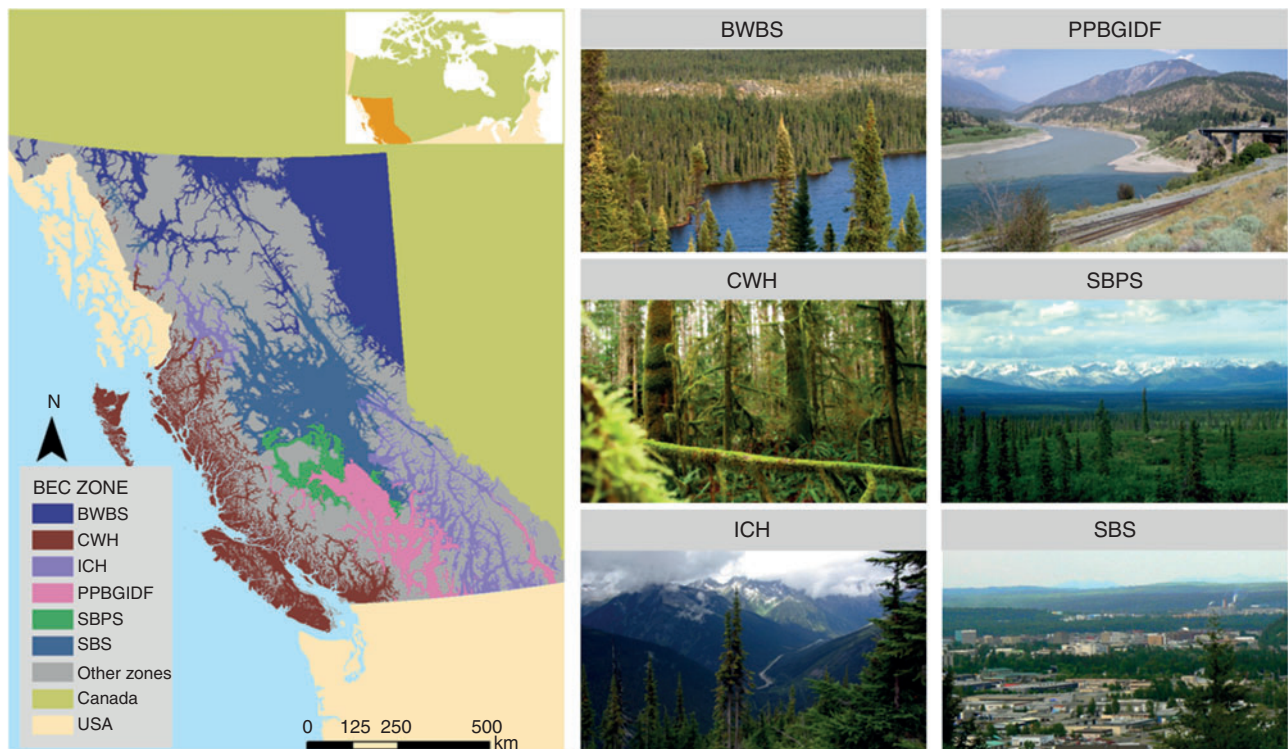 N
BEC ZONE
BWBS
CWH
ICH
PPBGIDF
SBPS
SBS
Other zones
Canada
USA
0 125 250 500
km
BWBS
PPBGIDF
CWH
SBPS
ICH
SBS